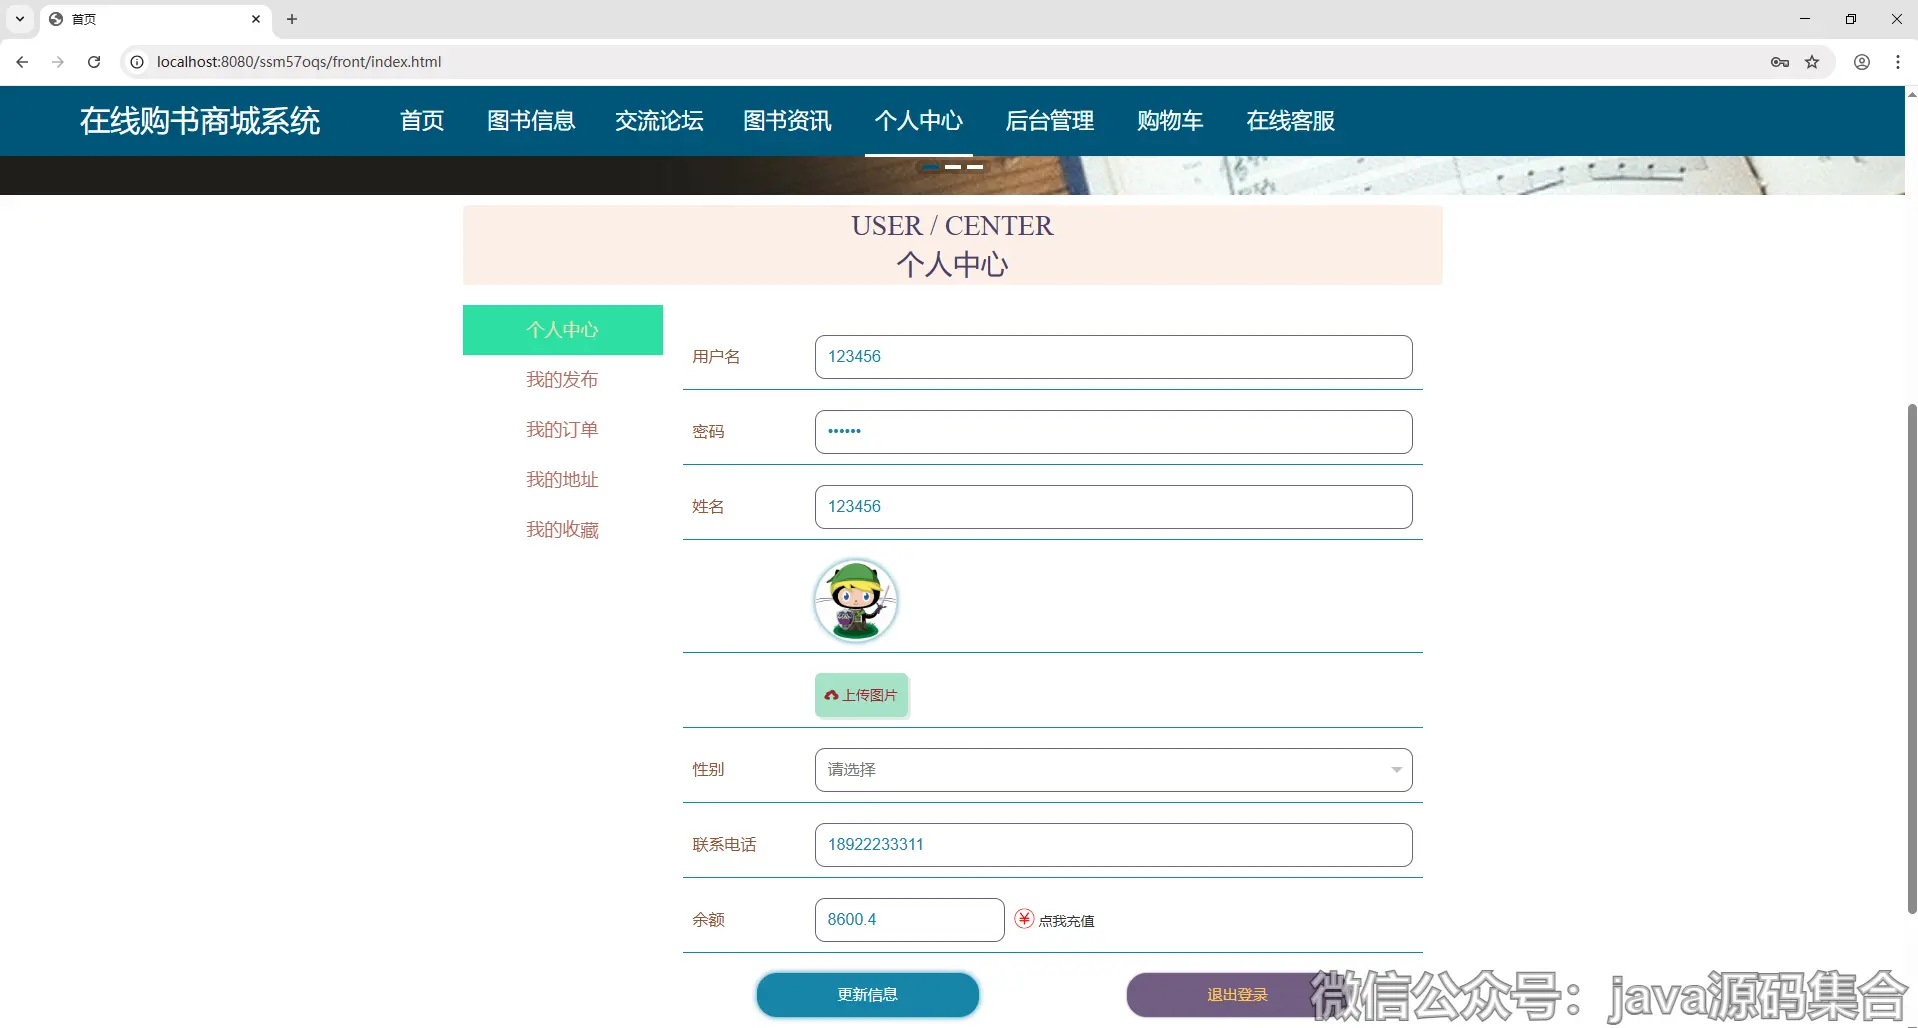 首页
localhost:8080/ssm57oqs/front/index.html
在线购书商城系统 首页 图书信息 交流论坛 图书资讯 个人中心 后台管理 购物车 在线客服
USER / CENTER
个人中心
个人中心
我的发布
我的订单
我的地址
我的收藏
用户名 123456
密码 ••••••
姓名 123456
上传图片
性别 请选择
联系电话 18922233311
余额 8600.4 点我充值
更新信息 退出登录
微信公众号：java源码集合